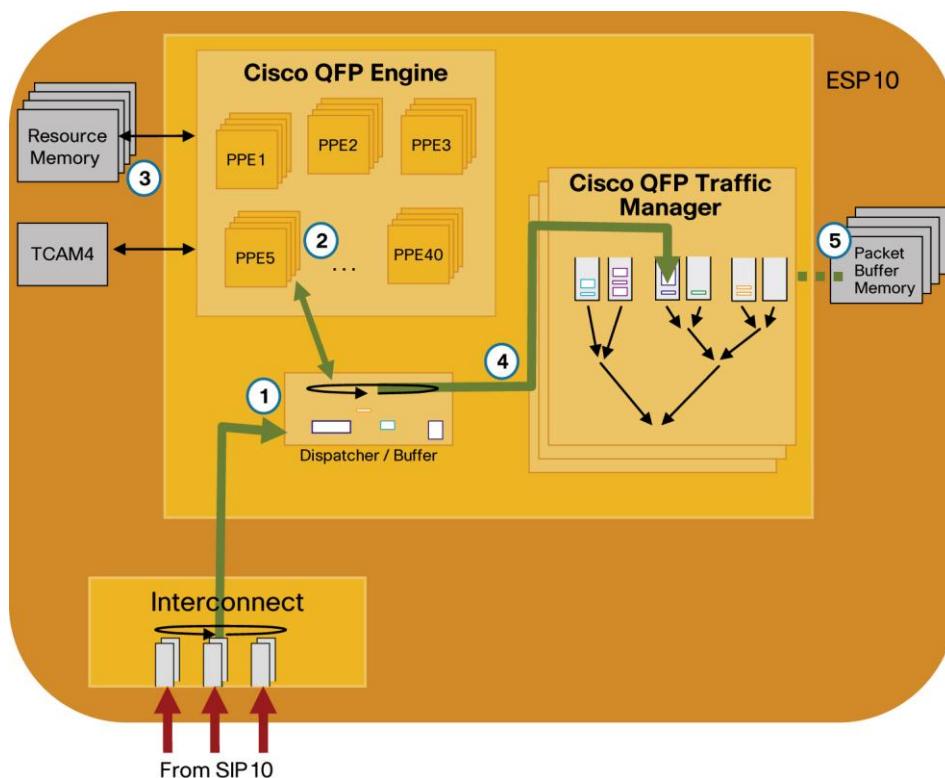 Cisco QFP Engine
ESP10
Resource
Memory
3
PPE1
PPE2
PPE3
Cisco QFP Traffic
Manager
TCAM4
PPE5
2
...
PPE40
5
Packet
Buffer
Memory
4
1
Dispatcher / Buffer
Interconnect
From SIP10